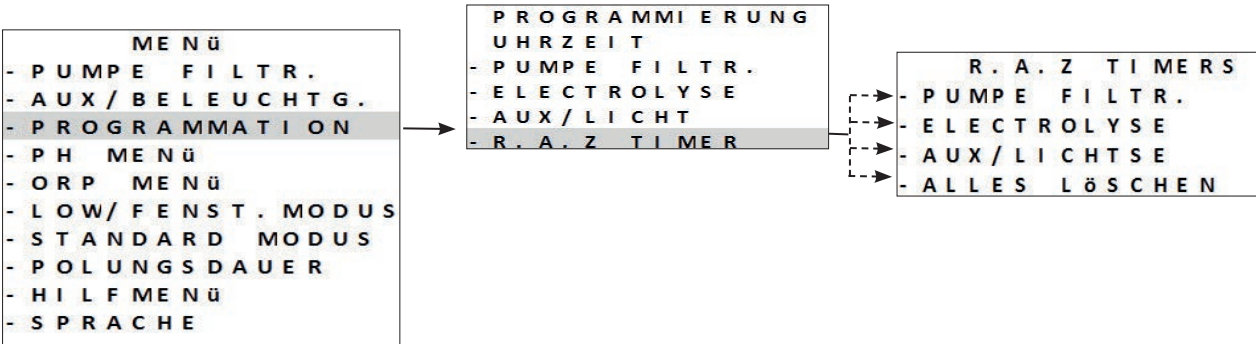 MENü
- PUMPE FILTR.
- AUX/BELEUCHTG.
- PROGRAMMATION
- PH MENü
- ORP MENü
- LOW/FENST. MODUS
- STANDARD MODUS
- POLUNGSDAUER
- HILFMENü
- SPRACHE
PROGRAMMIERUNG
UHRZEIT
- PUMPE FILTR.
- ELECTROLYSE
- AUX/LICHT
- R.A.Z TIMER
R.A.Z TIMERS
- PUMPE FILTR.
- ELECTROLYSE
- AUX/LICHTSE
- ALLES LöSCHEN